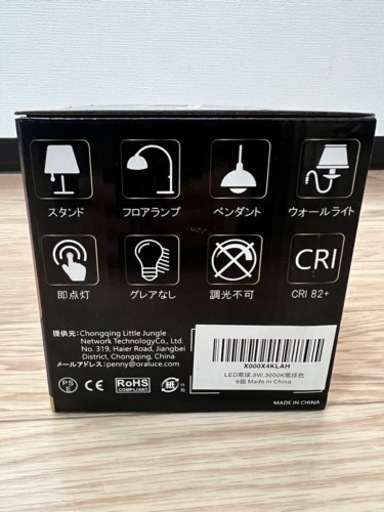 スタンド
フロアランプ
ペンダント
ウォールライト
CRI
即点灯
グレアなし
調光不可
CRI 82+
提供元：Chongqing Little Jungle
Network TechnologyCo., Ltd.
No. 319, Haier Road, Jiangbei
District, Chongqing, China
メールアドレス：penny@oraluce.com
X000X4KLAH
LED電球,9W,3000K電球色
6個,Made in China
PS
E
CE
RoHS
COMPLIANT
紙
MADE IN CHINA